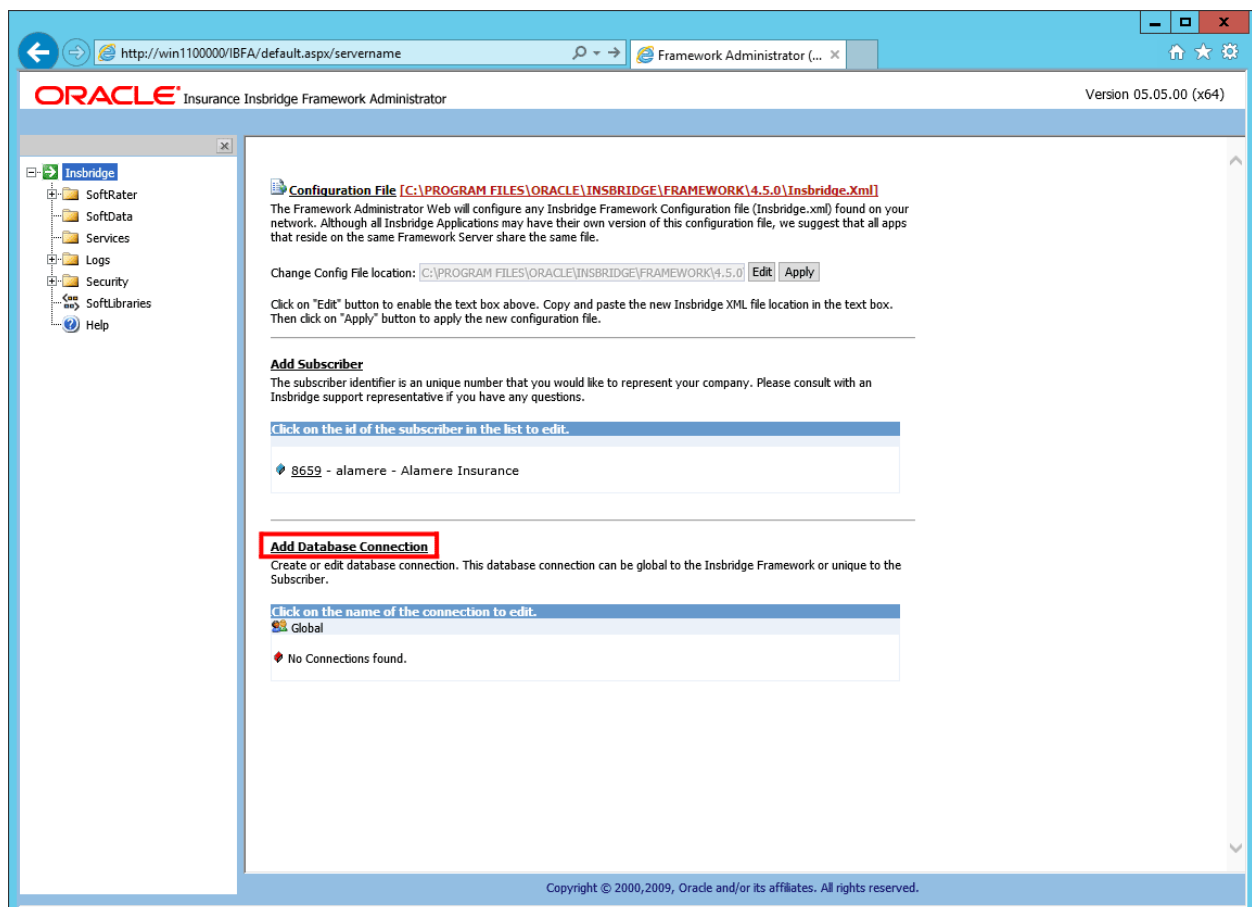 http://win1100000/IBFA/default.aspx/servername
Framework Administrator (...
ORACLE Insurance Insbridge Framework Administrator
Version 05.05.00 (x64)
Insbridge
SoftRater
SoftData
Services
Logs
Security
SoftLibraries
Help
Configuration File [C:\PROGRAM FILES\ORACLE\INSBRIDGE\FRAMEWORK\4.5.0\Insbridge.Xml]
The Framework Administrator Web will configure any Insbridge Framework Configuration file (Insbridge.xml) found on your
network. Although all Insbridge Applications may have their own version of this configuration file, we suggest that all apps
that reside on the same Framework Server share the same file.
Change Config File location: C:\PROGRAM FILES\ORACLE\INSBRIDGE\FRAMEWORK\4.5.0 Edit Apply
Click on "Edit" button to enable the text box above. Copy and paste the new Insbridge XML file location in the text box.
Then click on "Apply" button to apply the new configuration file.
Add Subscriber
The subscriber identifier is an unique number that you would like to represent your company. Please consult with an
Insbridge support representative if you have any questions.
Click on the id of the subscriber in the list to edit.
8659 - alamere - Alamere Insurance
Add Database Connection
Create or edit database connection. This database connection can be global to the Insbridge Framework or unique to the
Subscriber.
Click on the name of the connection to edit.
Global
No Connections found.
Copyright © 2000,2009, Oracle and/or its affiliates. All rights reserved.